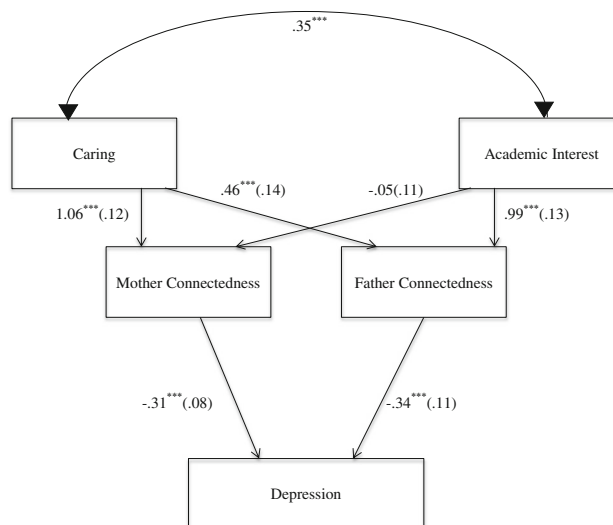 .35***
Caring
Academic Interest
.46***(.14)
-.05(.11)
1.06***(.12)
.99***(.13)
Mother Connectedness
Father Connectedness
-.31***(.08)
-.34***(.11)
Depression